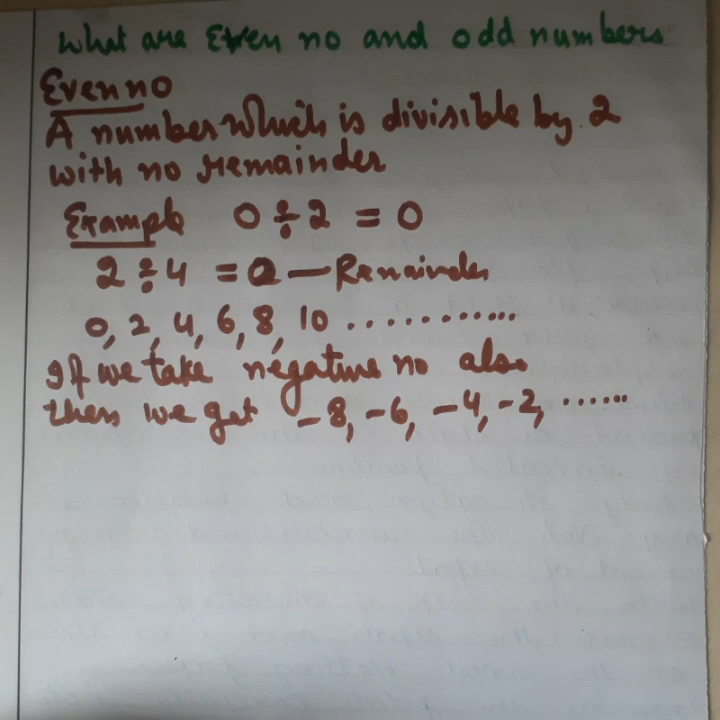 What are Even no and odd numbers
Even no
A number which is divisible by 2
with no remainder
Example 0 ÷ 2 = 0
2 ÷ 4 = 0 — Remainder
0, 2, 4, 6, 8, 10 ............
If we take negative no also
then we get -8, -6, -4, -2, ......